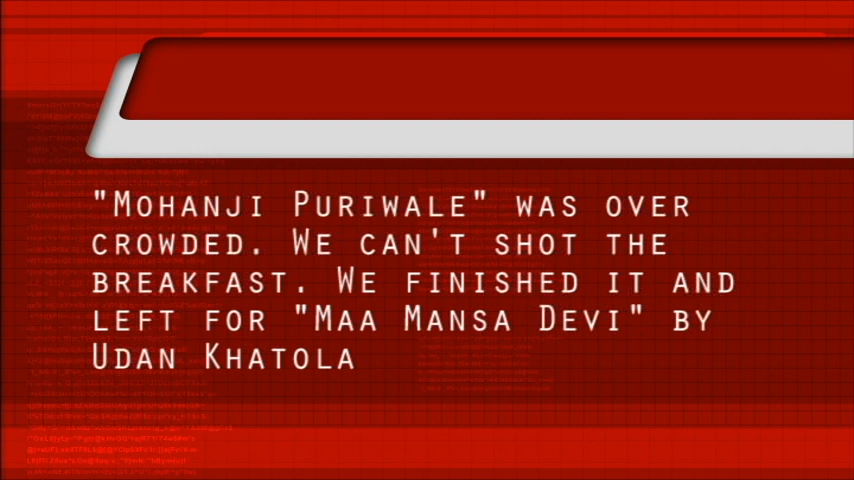 "Mohanji Puriwale" was over
crowded. We can't shot the
breakfast. We finished it and
left for "Maa Mansa Devi" by
Udan Khatola